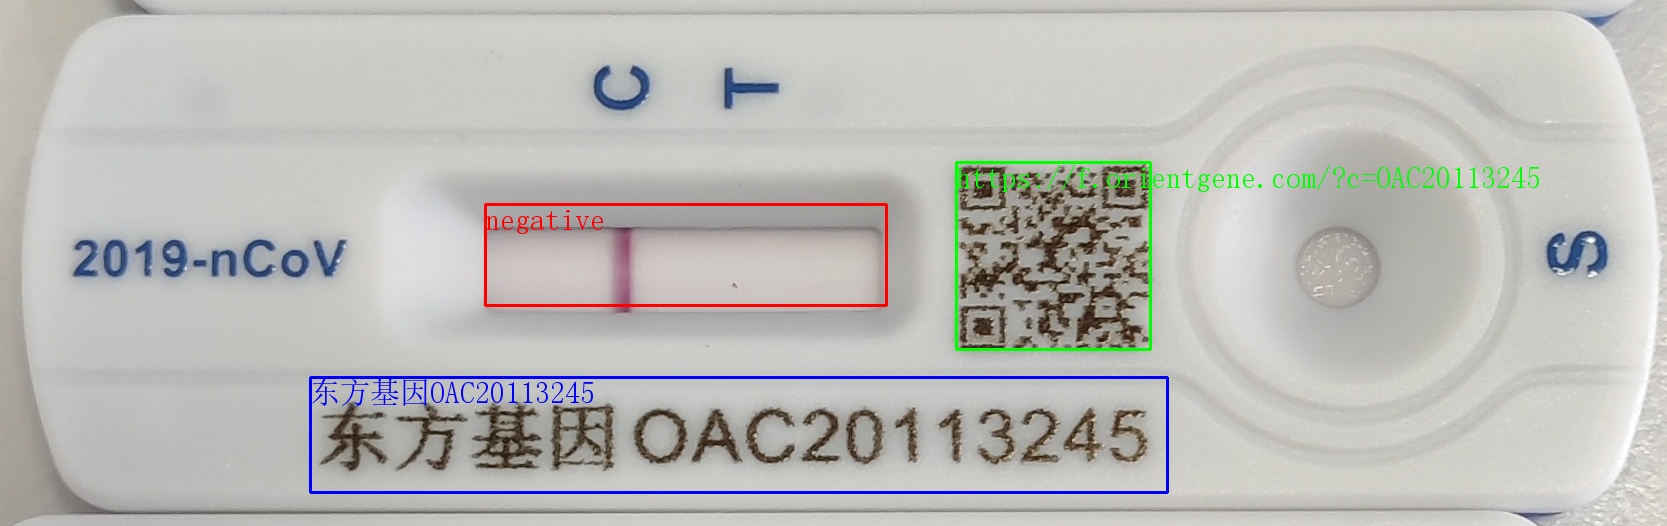 C T
https://f.orientgene.com/?c=OAC20113245
negative
2019-nCoV
S
东方基因OAC20113245
东方基因OAC20113245